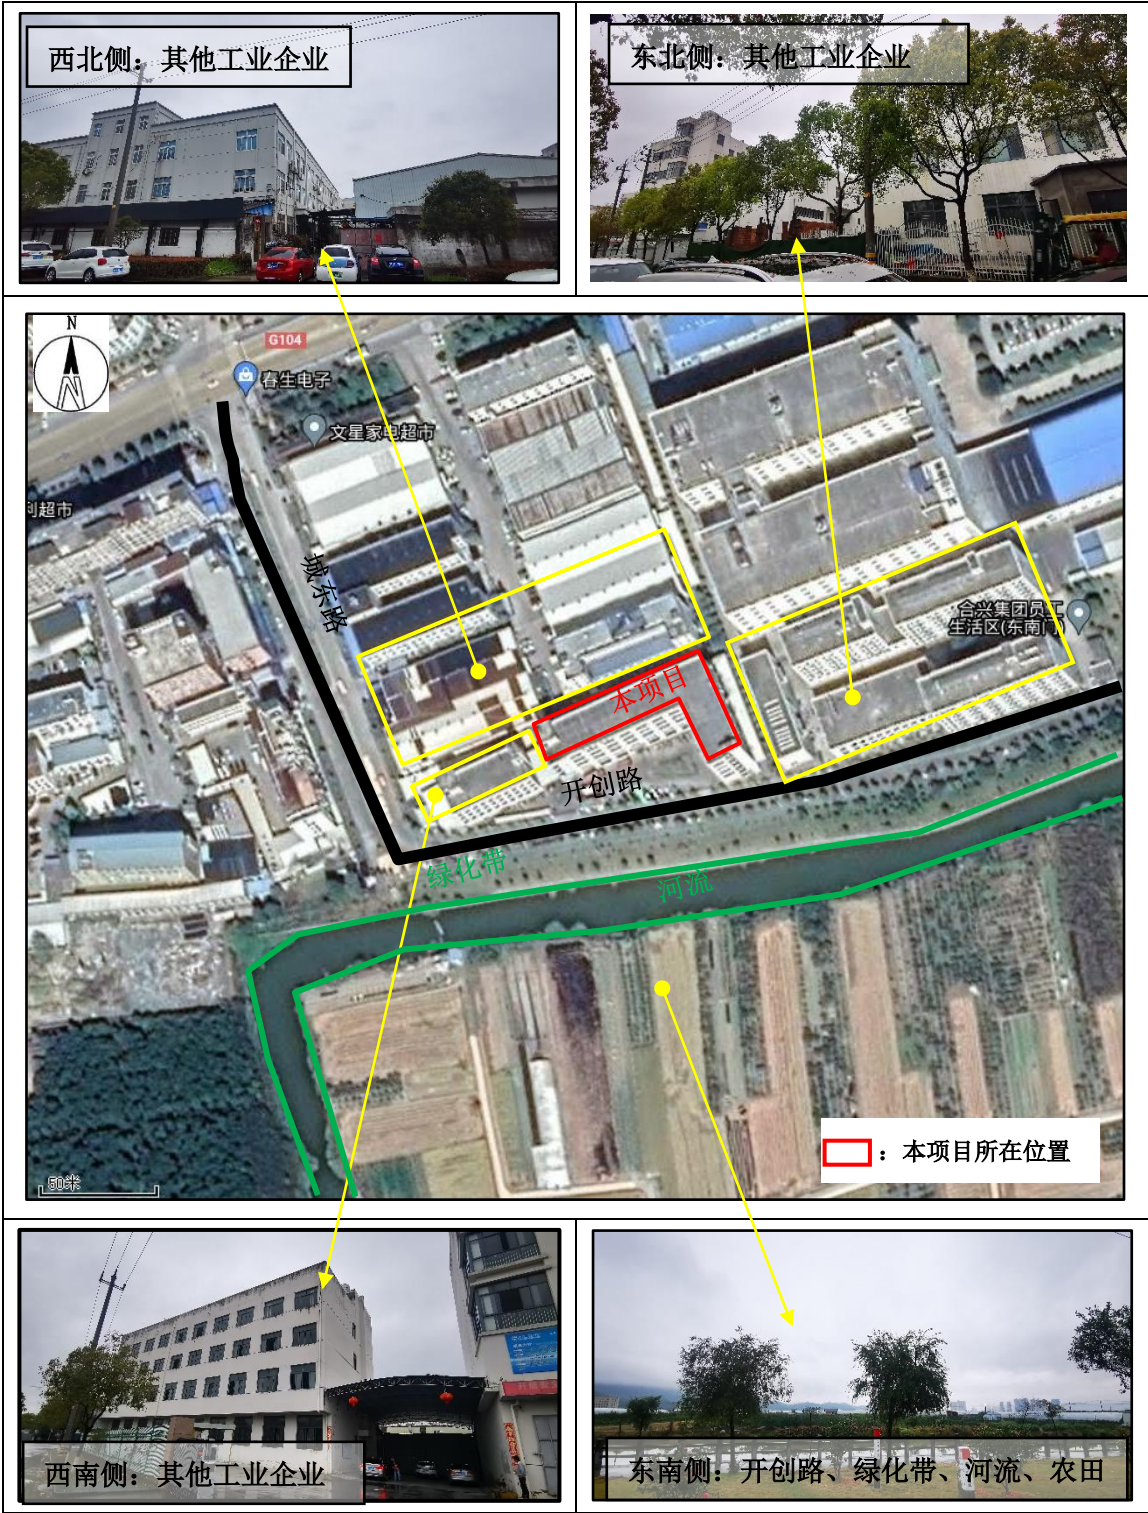 西北侧：其他工业企业
东北侧：其他工业企业
N
G104
春生电子
文星家电超市
利超市
城东路
合兴集团员工
生活区(东南门)
本项目
开创路
绿化带
河流
：本项目所在位置
50米
西南侧：其他工业企业
东南侧：开创路、绿化带、河流、农田